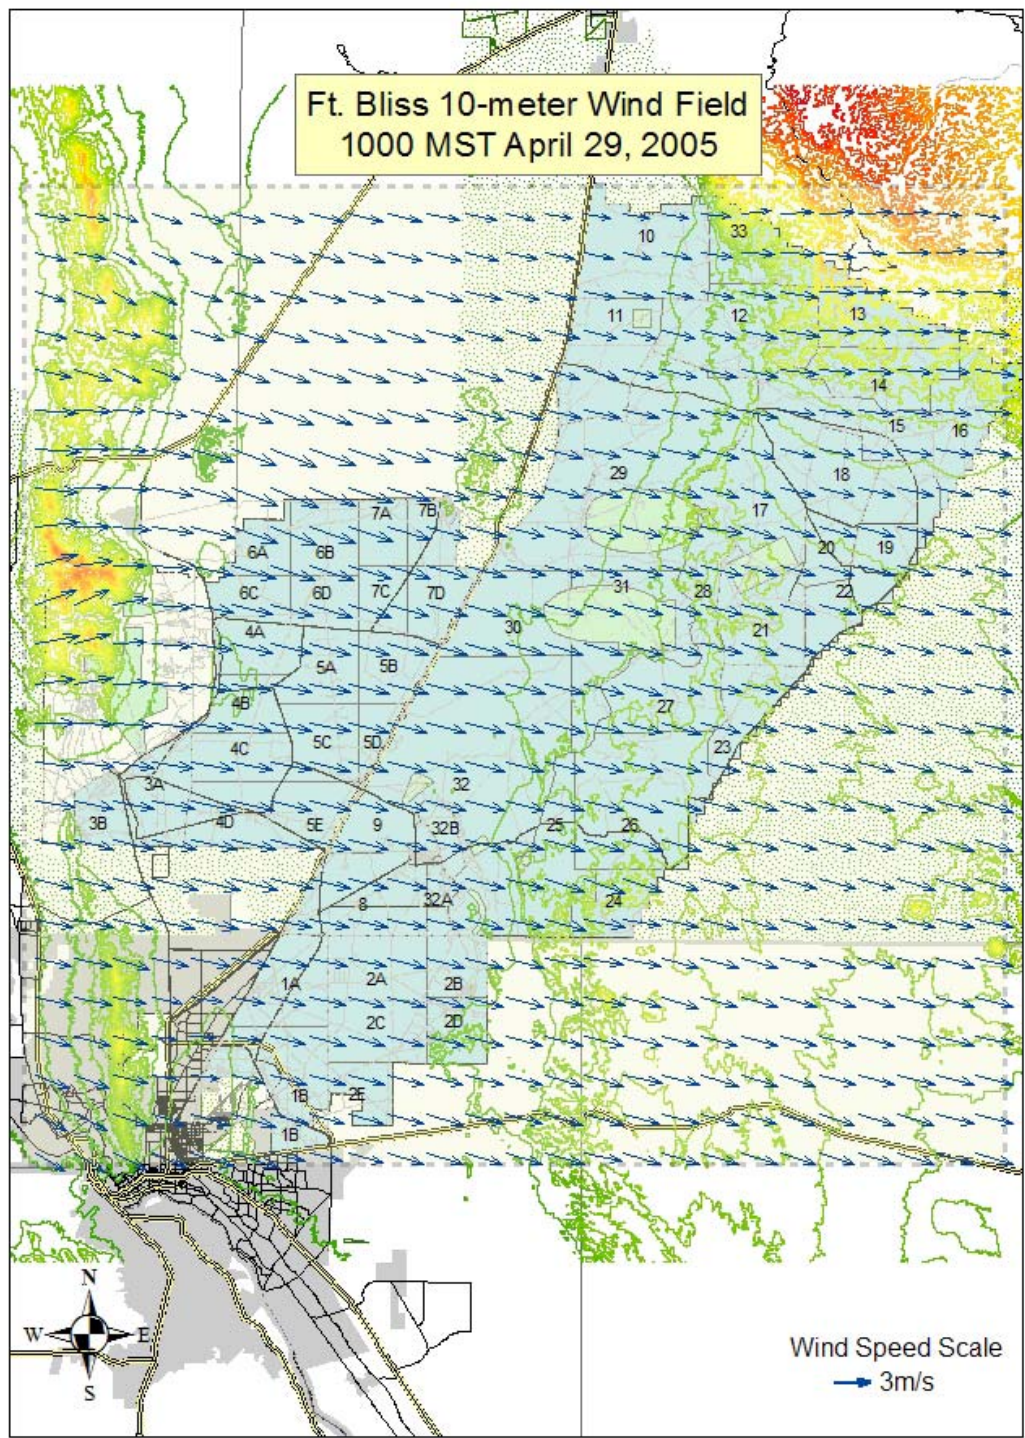 Ft. Bliss 10-meter Wind Field
1000 MST April 29, 2005
10
33
11
12
13
14
15
16
29
18
7A
7B
17
6A
6B
20
19
6C
6D
7C
7D
31
28
22
4A
30
21
5A
5B
4B
27
4C
5C
5D
23
3A
32
3B
4D
5E
9
32B
25
26
8
32A
24
1A
2A
2B
2C
2D
1B
2E
1B
N
W
E
S
Wind Speed Scale
3m/s